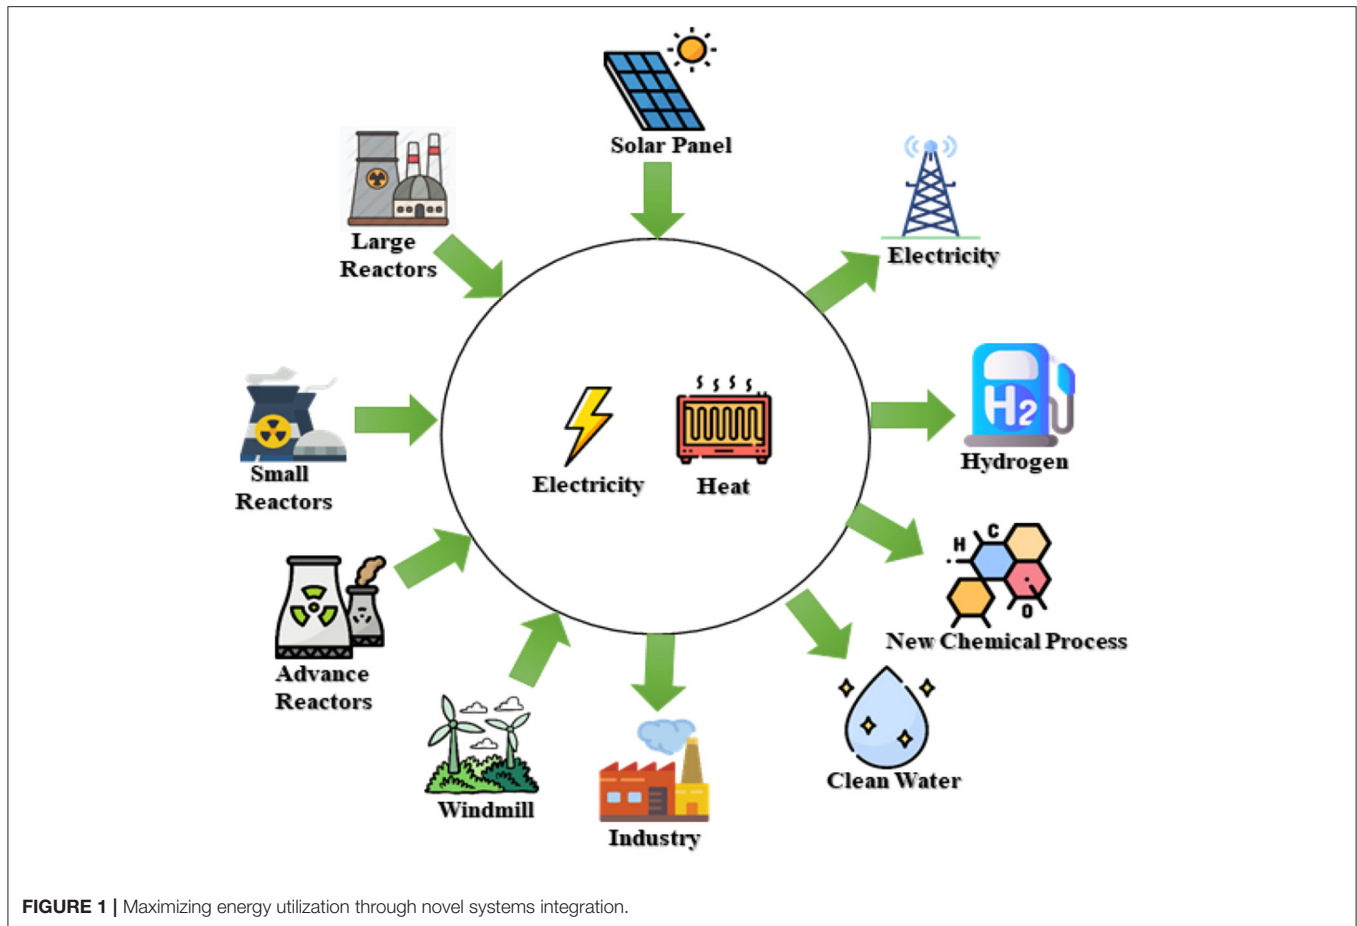 Solar Panel
Large
Reactors
Electricity
H2
Hydrogen
Small
Reactors
Electricity
Heat
H
C
O
New Chemical Process
Advance
Reactors
Clean Water
Windmill
Industry
FIGURE 1 | Maximizing energy utilization through novel systems integration.